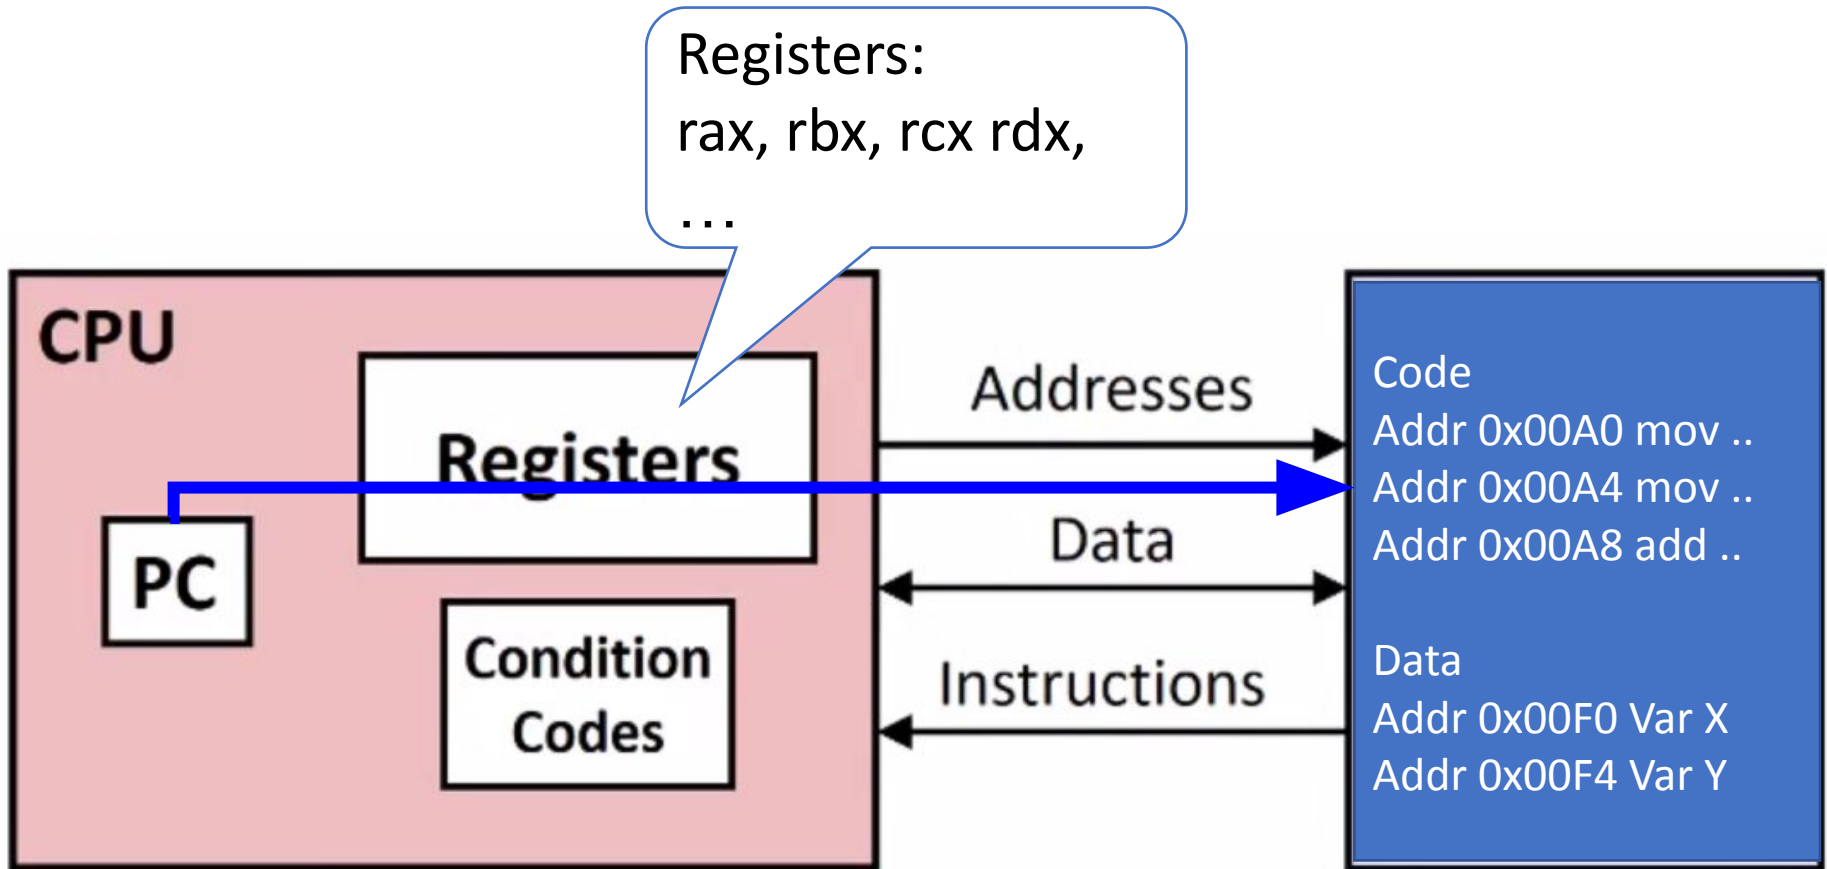 Registers:
rax, rbx, rcx rdx,
…
CPU
Registers
PC
Condition
Codes
Addresses
Data
Instructions
Code
Addr 0x00A0 mov ..
Addr 0x00A4 mov ..
Addr 0x00A8 add ..
Data
Addr 0x00F0 Var X
Addr 0x00F4 Var Y